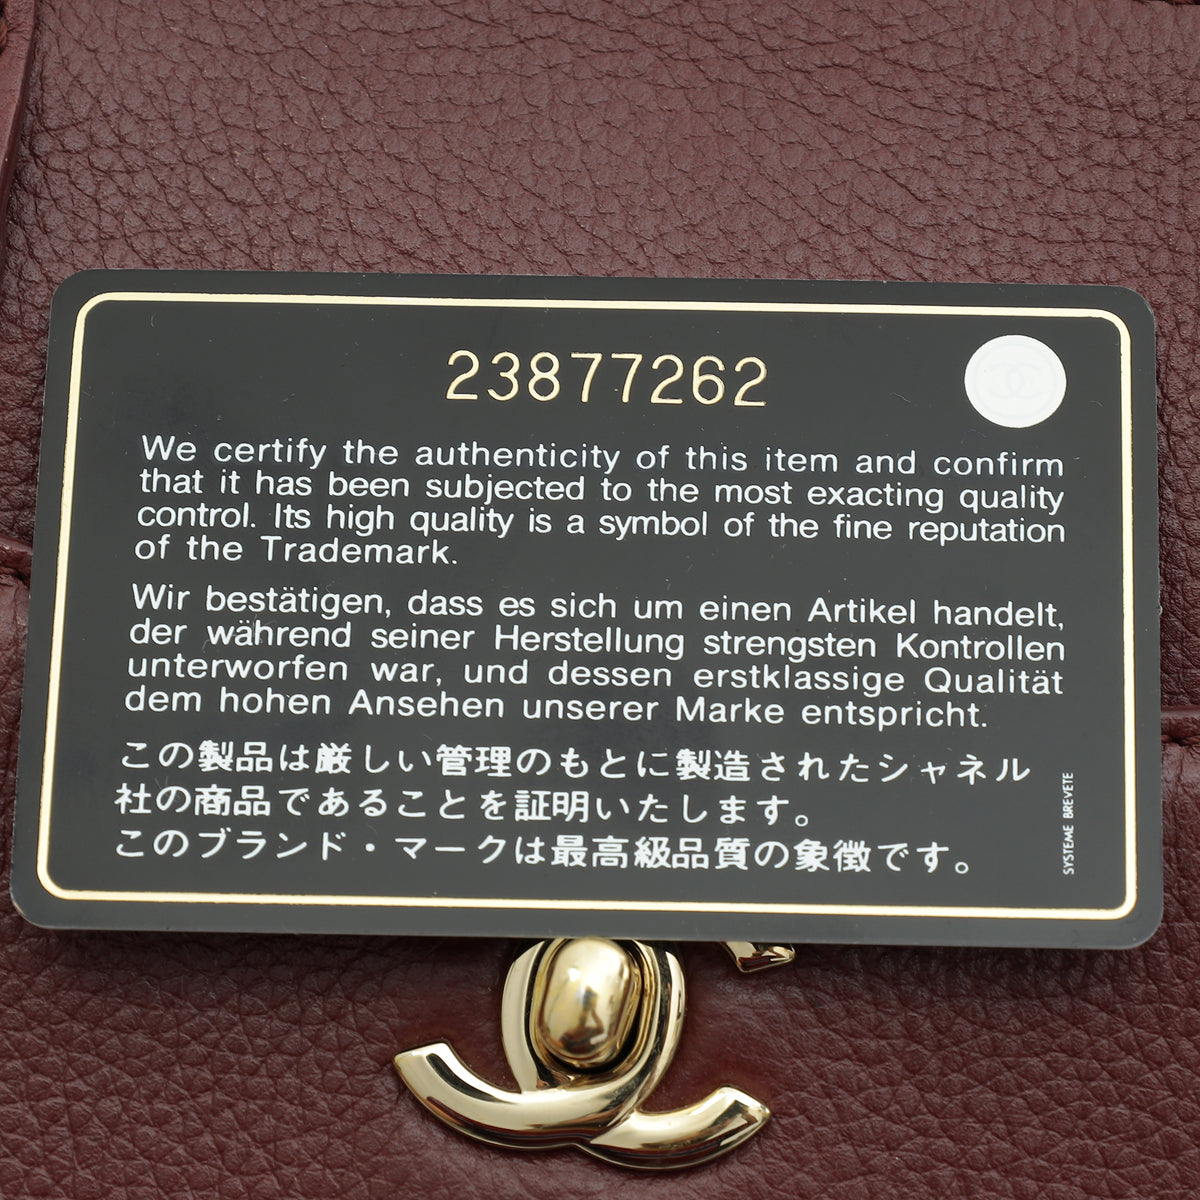 23877262
We certify the authenticity of this item and confirm
that it has been subjected to the most exacting quality
control. Its high quality is a symbol of the fine reputation
of the Trademark.
Wir bestätigen, dass es sich um einen Artikel handelt,
der während seiner Herstellung strengsten Kontrollen
unterworfen war, und dessen erstklassige Qualität
dem hohen Ansehen unserer Marke entspricht.
この製品は厳しい管理のもとに製造されたシャネル
社の商品であることを証明いたします。
このブランド・マークは最高級品質の象徴です。
SYSTEME BREVETE